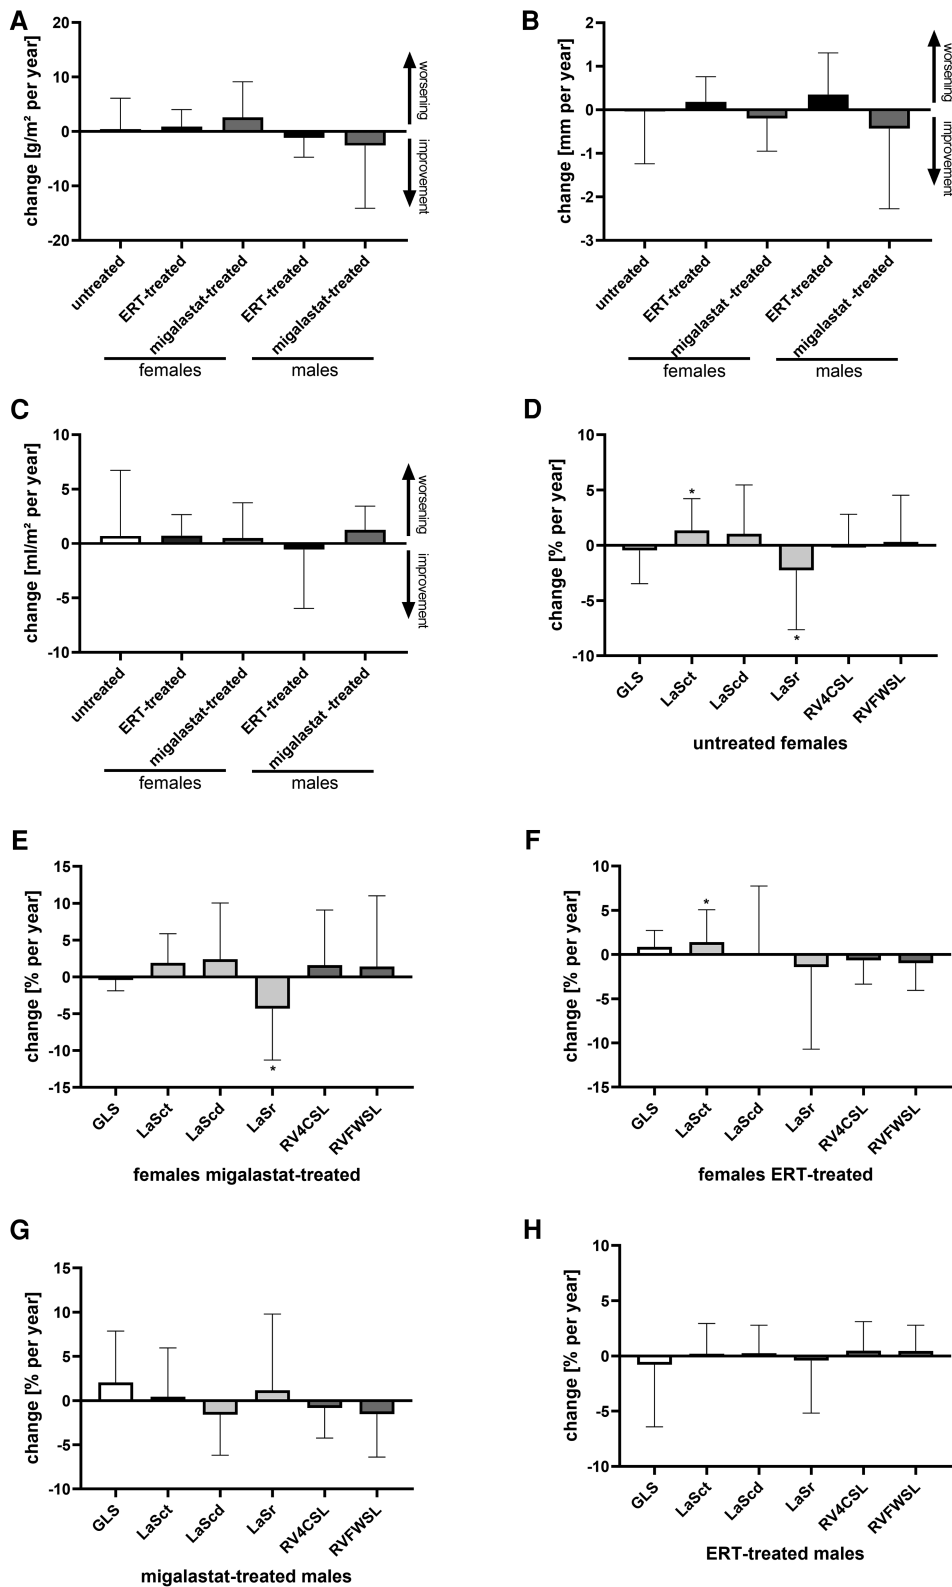 A
20
10
0
-10
-20
change [g/m² per year]
worsening
improvement
untreated
ERT-treated
migalastat-treated
ERT-treated
migalastat-treated
females
males
B
2
1
0
-1
-2
-3
change [mm per year]
worsening
improvement
untreated
ERT-treated
migalastat -treated
ERT-treated
migalastat-treated
females
males
C
10
5
0
-5
-10
change [ml/m² per year]
worsening
improvement
untreated
ERT-treated
migalastat-treated
ERT-treated
migalastat -treated
females
males
D
10
5
0
-5
-10
change [% per year]
*
*
GLS
LaSct
LaScd
LaSr
RV4CSL
RVFWSL
untreated females
E
15
10
5
0
-5
-10
-15
change [% per year]
*
GLS
LaSct
LaScd
LaSr
RV4CSL
RVFWSL
females migalastat-treated
F
10
5
0
-5
-10
-15
change [% per year]
*
GLS
LaSct
LaScd
LaSr
RV4CSL
RVFWSL
females ERT-treated
G
15
10
5
0
-5
-10
change [% per year]
GLS
LaSct
LaScd
LaSr
RV4CSL
RVFWSL
migalastat-treated males
H
10
5
0
-5
-10
change [% per year]
GLS
LaSct
LaScd
LaSr
RV4CSL
RVFWSL
ERT-treated males